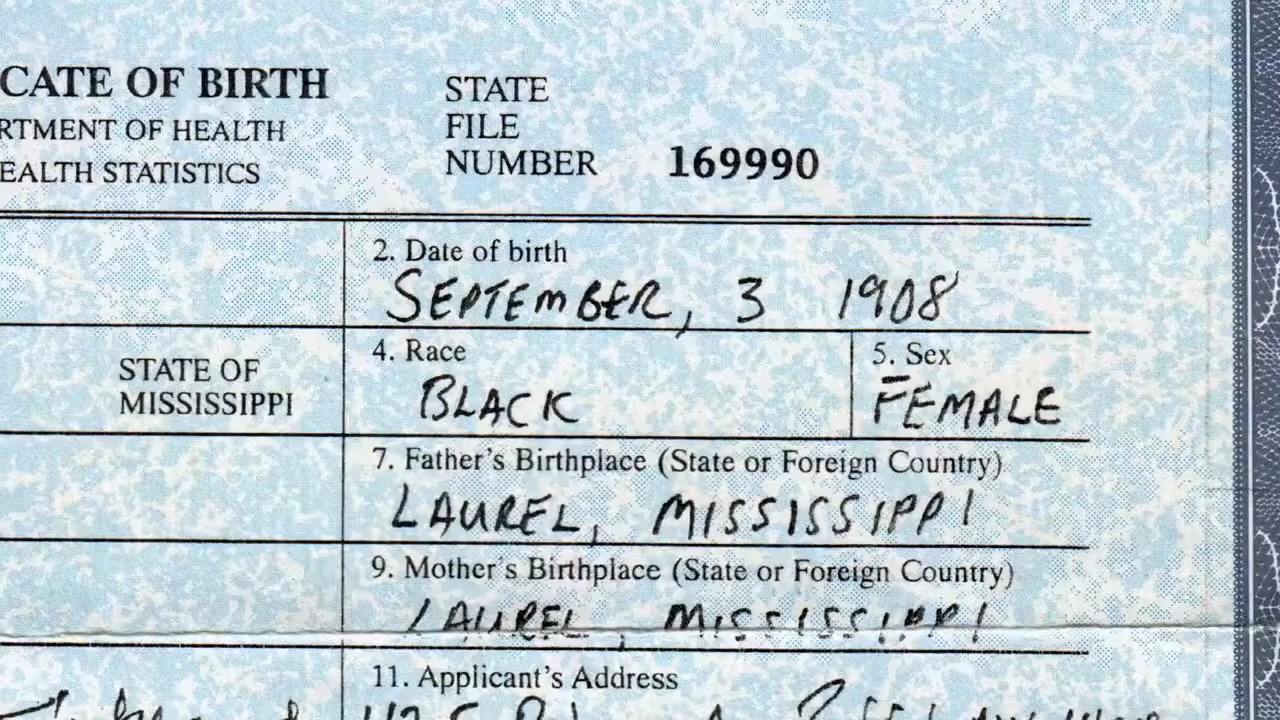 CATE OF BIRTH
RTMENT OF HEALTH
EALTH STATISTICS
STATE
FILE
NUMBER 169990
2. Date of birth
SEPTEMBER, 3 1908
STATE OF
MISSISSIPPI
4. Race
BLACK
5. Sex
FEMALE
7. Father's Birthplace (State or Foreign Country)
LAUREL, MISSISSIPPI
9. Mother's Birthplace (State or Foreign Country)
LAUREL, MISSISSIPPI
11. Applicant's Address